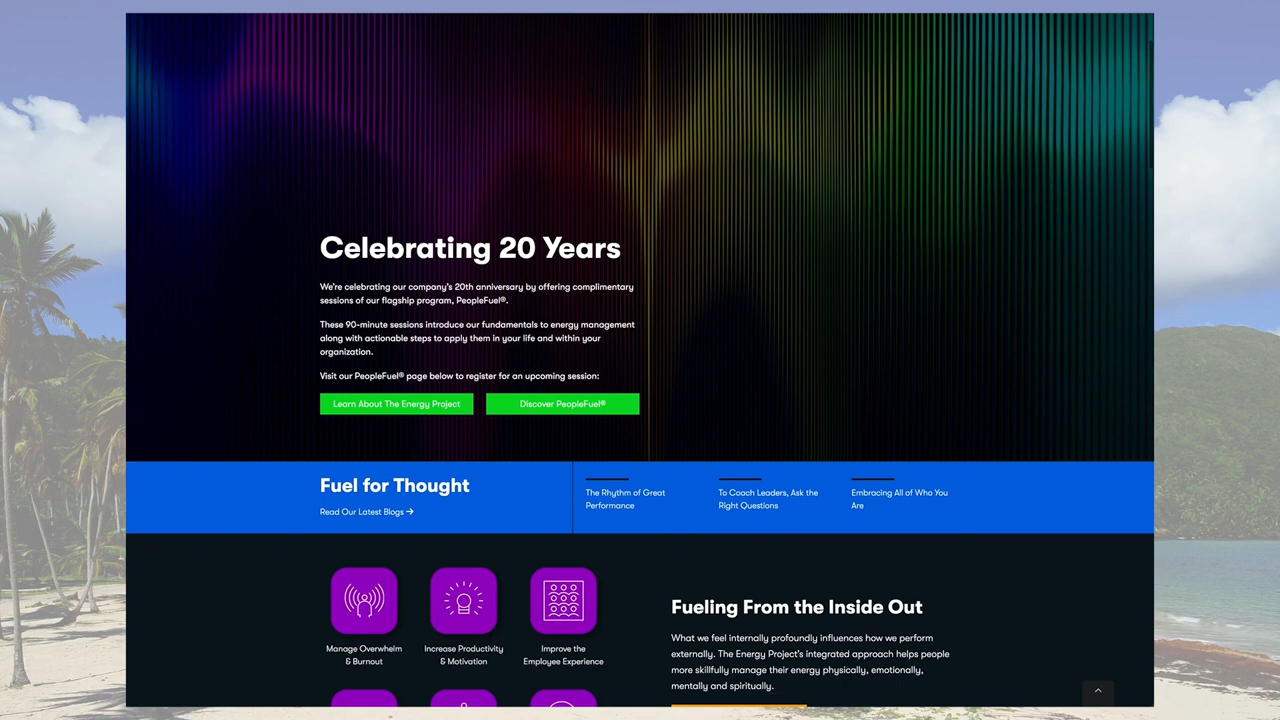 Celebrating 20 Years
We're celebrating our company's 20th anniversary by offering complimentary
sessions of our flagship program, PeopleFuel®.
These 90-minute sessions introduce our fundamentals to energy management
along with actionable steps to apply them in your life and within your
organization.
Visit our PeopleFuel® page below to register for an upcoming session:
Learn About The Energy Project
Discover PeopleFuel®
Fuel for Thought
Read Our Latest Blogs →
The Rhythm of Great
Performance
To Coach Leaders, Ask the
Right Questions
Embracing All of Who You
Are
Manage Overwhelm
& Burnout
Increase Productivity
& Motivation
Improve the
Employee Experience
Fueling From the Inside Out
What we feel internally profoundly influences how we perform
externally. The Energy Project's integrated approach helps people
more skillfully manage their energy physically, emotionally,
mentally and spiritually.